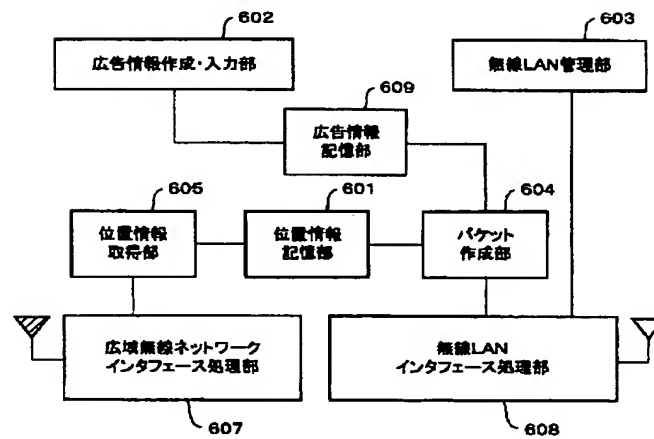 602
603
広告情報作成・入力部
無線LAN管理部
609
広告情報
記憶部
605
601
604
位置情報
取得部
位置情報
記憶部
パケット
作成部
広域無線ネットワーク
インタフェース処理部
無線LAN
インタフェース処理部
607
608